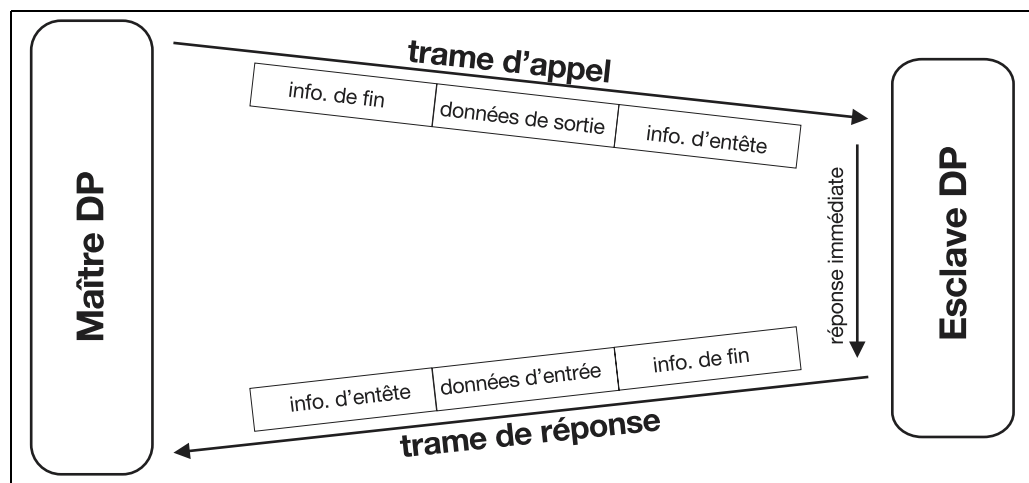 trame d’appel
info. de fin
données de sortie
info. d’entête
Maître DP
réponse immédiate
Esclave DP
info. d’entête
données d’entrée
info. de fin
trame de réponse